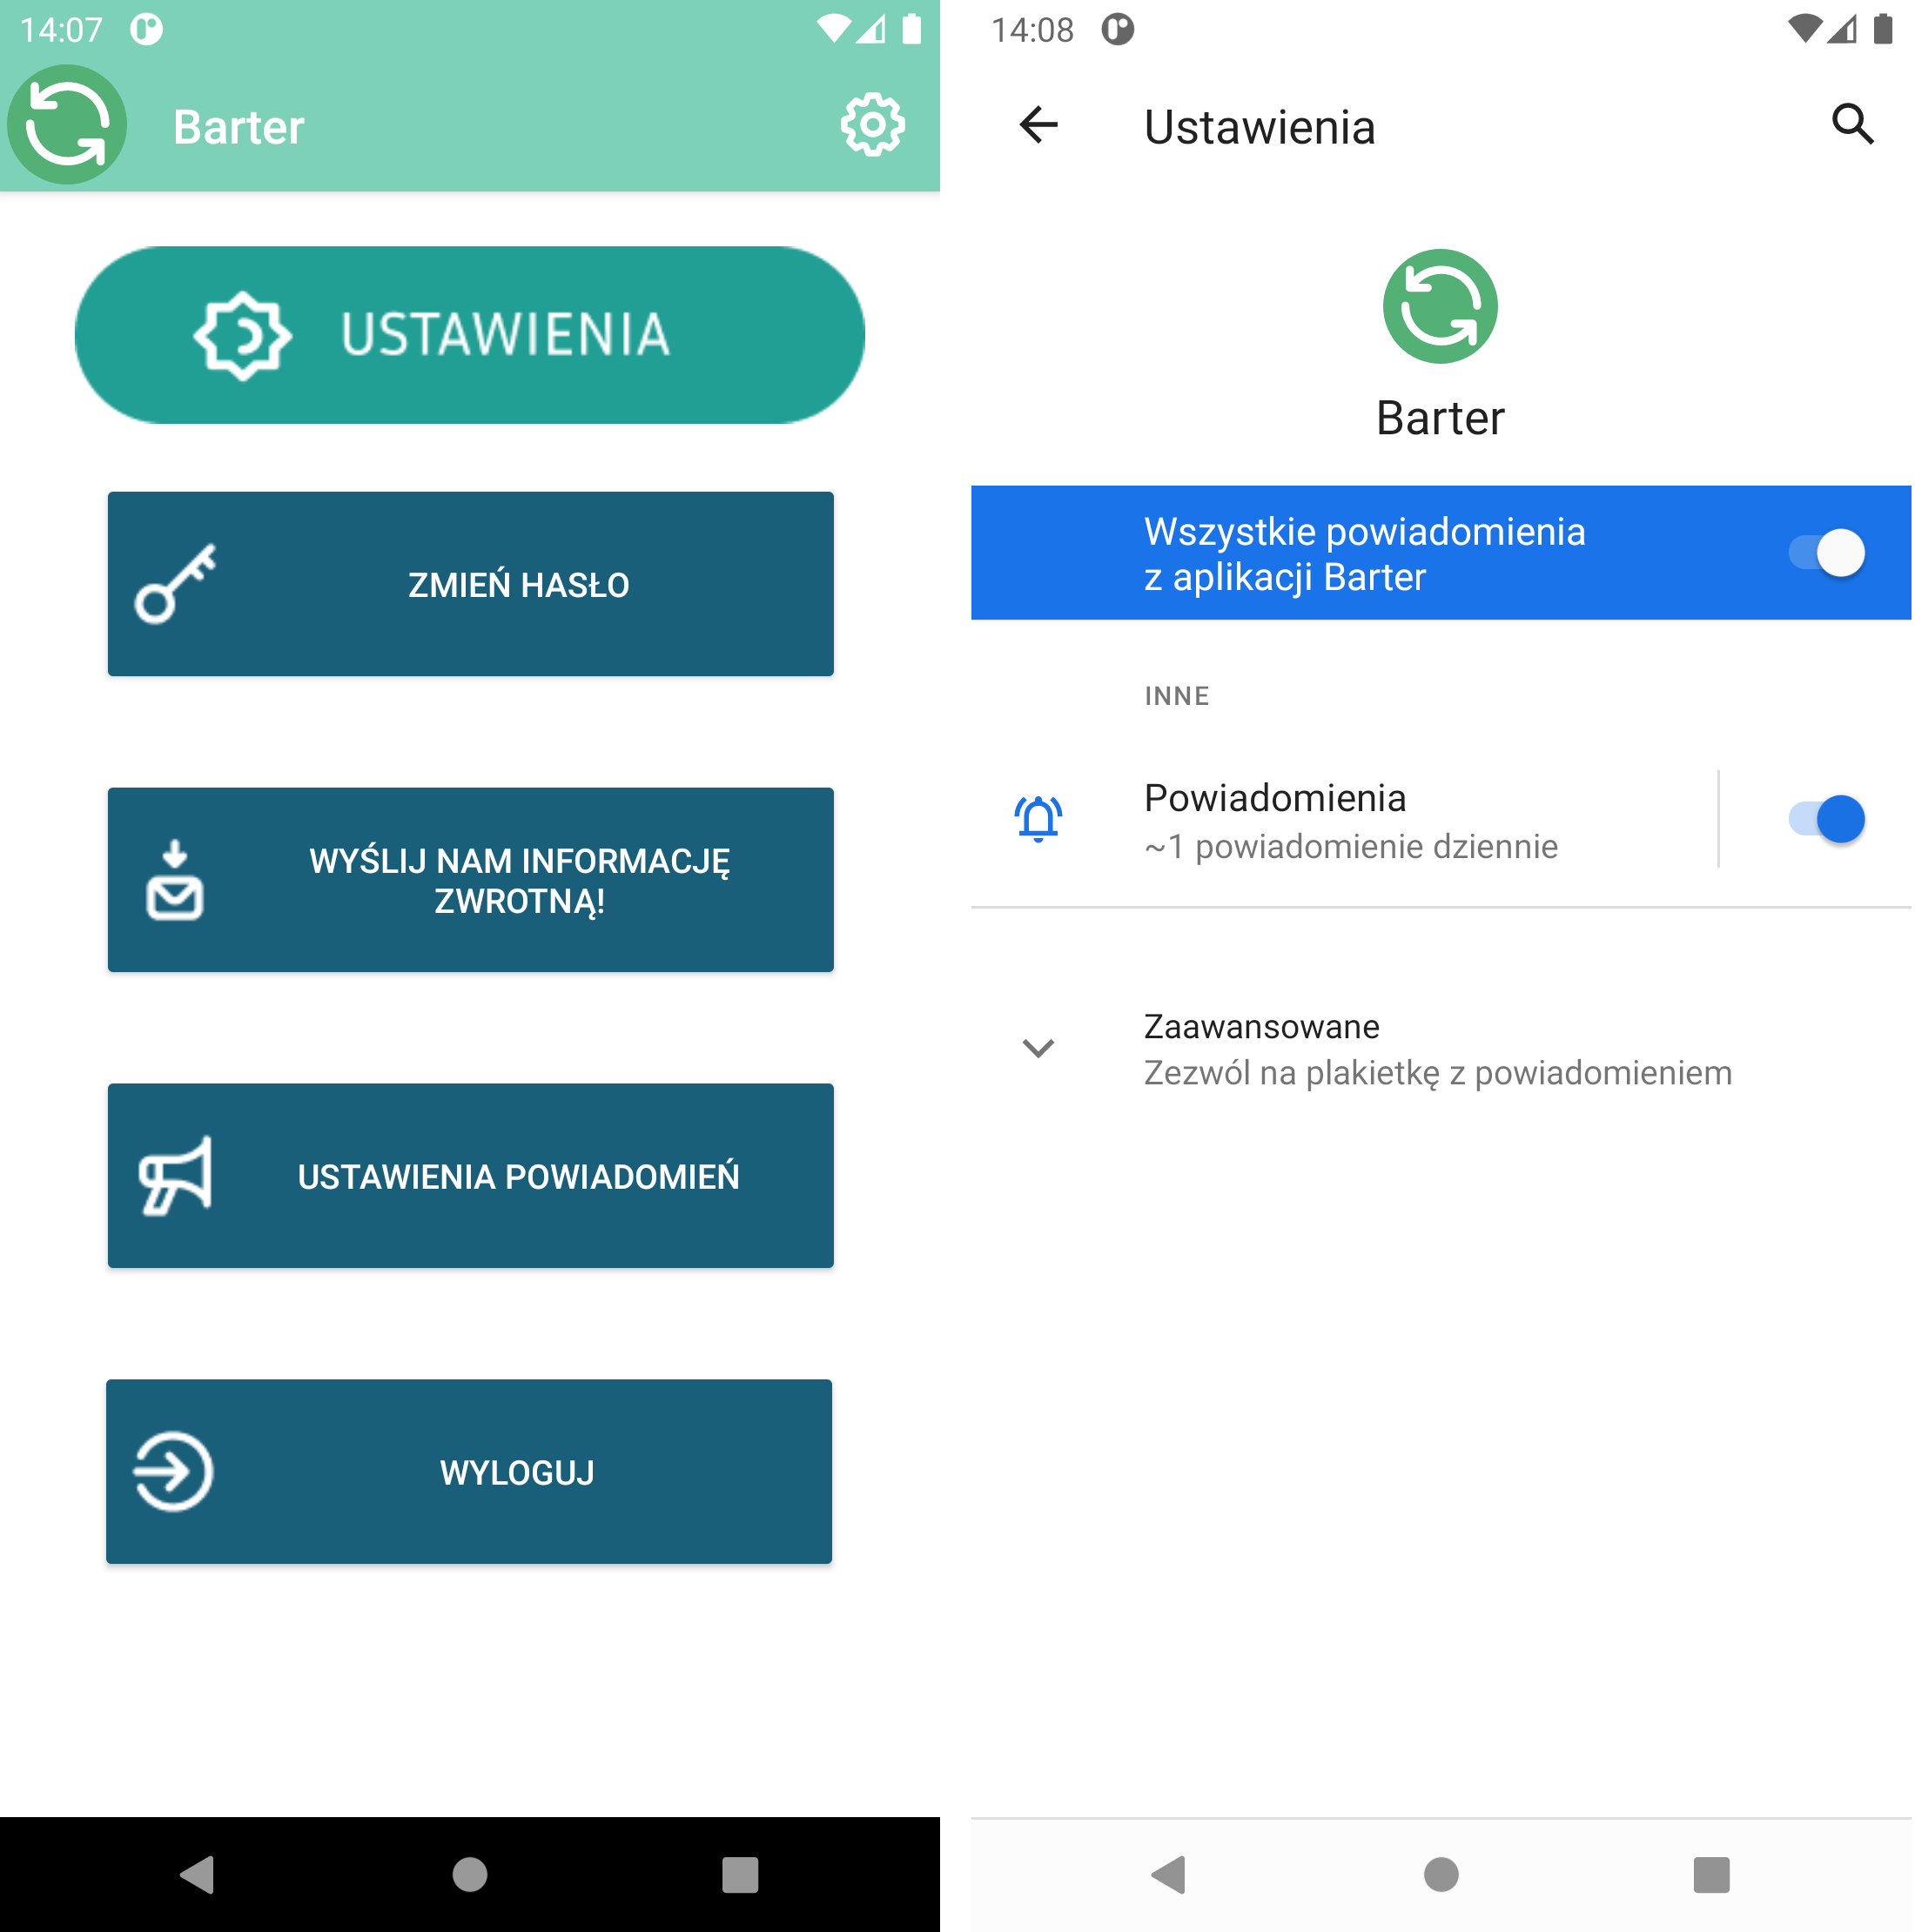 14:07
Barter
USTAWIENIA
ZMIEŃ HASŁO
WYŚLIJ NAM INFORMACJĘ
ZWROTNĄ!
USTAWIENIA POWIADOMIEŃ
WYLOGUJ
14:08
Ustawienia
Barter
Wszystkie powiadomienia
z aplikacji Barter
INNE
Powiadomienia
~1 powiadomienie dziennie
Zaawansowane
Zezwól na plakietkę z powiadomieniem